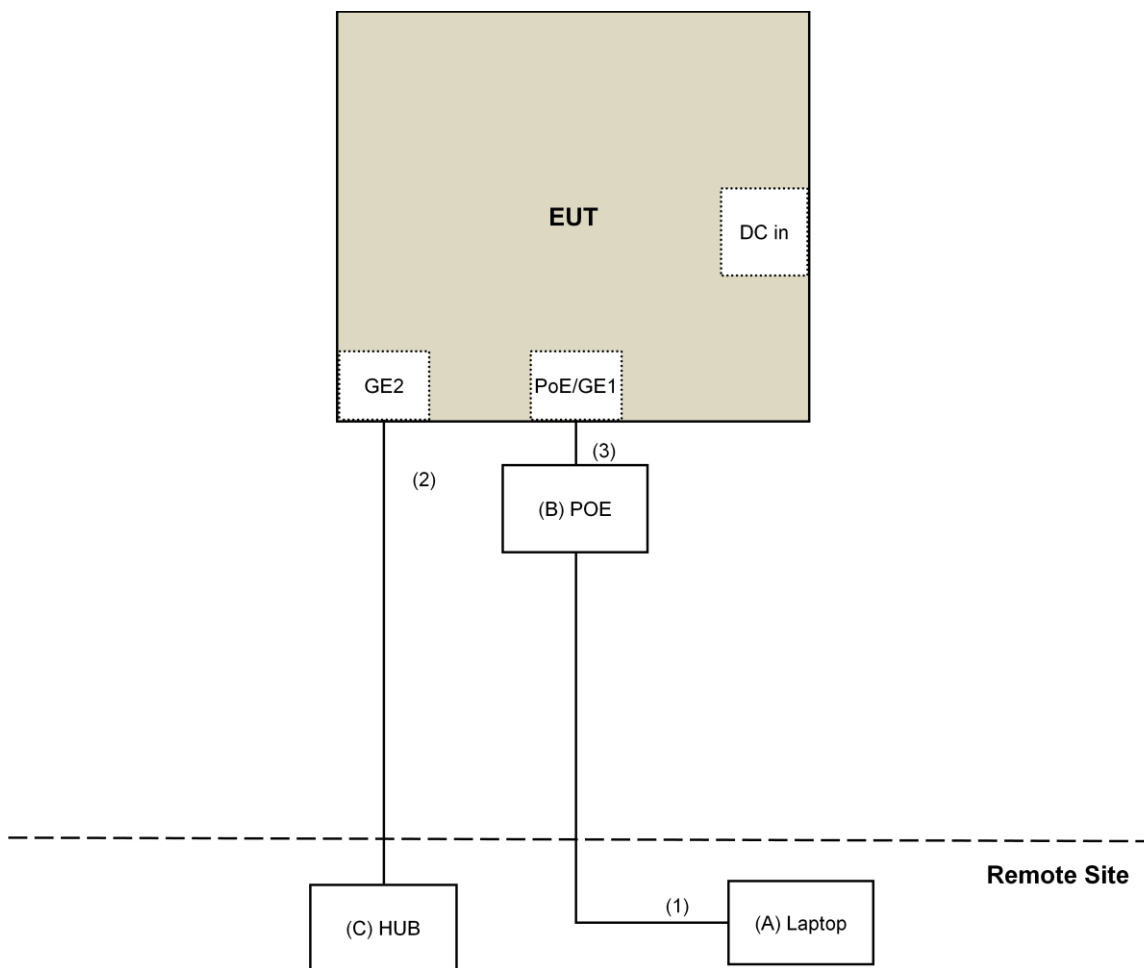 EUT
DC in
GE2
PoE/GE1
(3)
(2)
(B) POE
Remote Site
(1)
(C) HUB
(A) Laptop